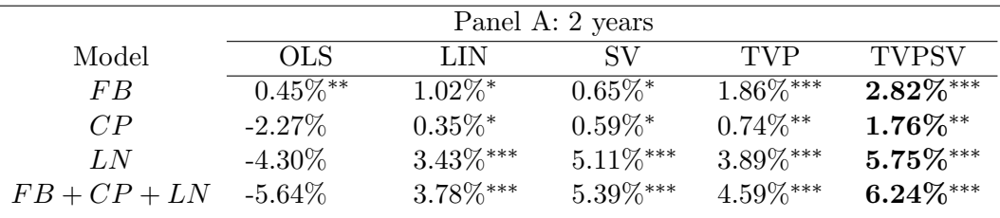 Panel A: 2 years
Model OLS LIN SV TVP TVPSV
FB 0.45%** 1.02%* 0.65%* 1.86%*** 2.82%***
CP -2.27% 0.35%* 0.59%* 0.74%** 1.76%**
LN -4.30% 3.43%*** 5.11%*** 3.89%*** 5.75%***
FB + CP + LN -5.64% 3.78%*** 5.39%*** 4.59%*** 6.24%***